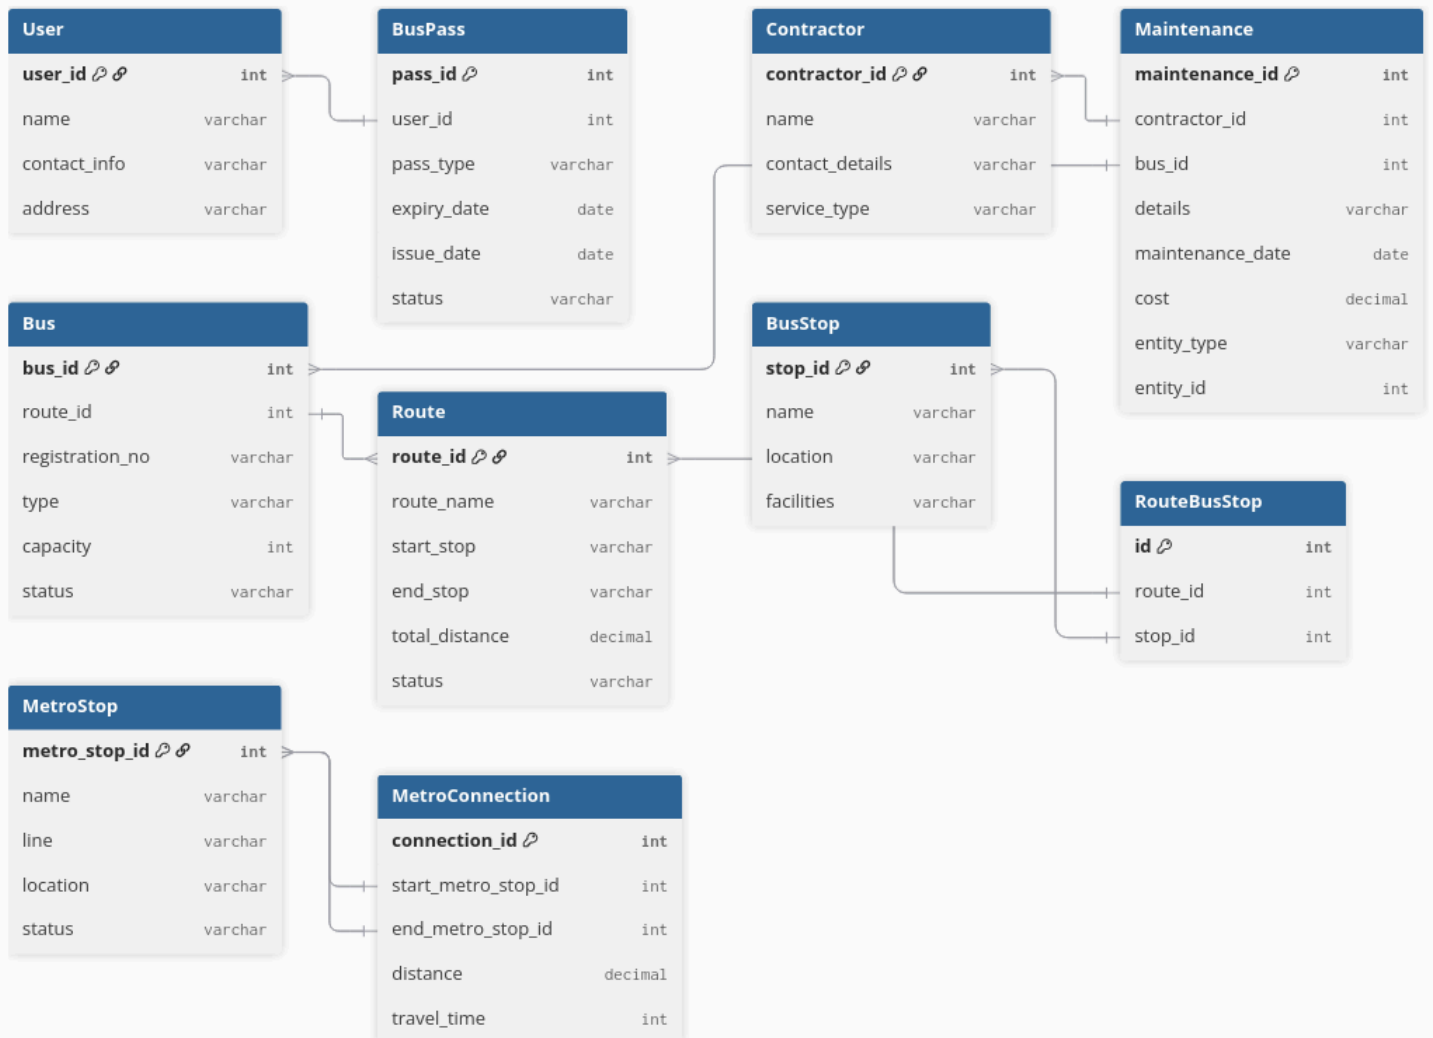 User
user_id int
name varchar
contact_info varchar
address varchar
BusPass
pass_id int
user_id int
pass_type varchar
expiry_date date
issue_date date
status varchar
Contractor
contractor_id int
name varchar
contact_details varchar
service_type varchar
Maintenance
maintenance_id int
contractor_id int
bus_id int
details varchar
maintenance_date date
cost decimal
entity_type varchar
entity_id int
Bus
bus_id int
route_id int
registration_no varchar
type varchar
capacity int
status varchar
Route
route_id int
route_name varchar
start_stop varchar
end_stop varchar
total_distance decimal
status varchar
BusStop
stop_id int
name varchar
location varchar
facilities varchar
RouteBusStop
id int
route_id int
stop_id int
MetroStop
metro_stop_id int
name varchar
line varchar
location varchar
status varchar
MetroConnection
connection_id int
start_metro_stop_id int
end_metro_stop_id int
distance decimal
travel_time int